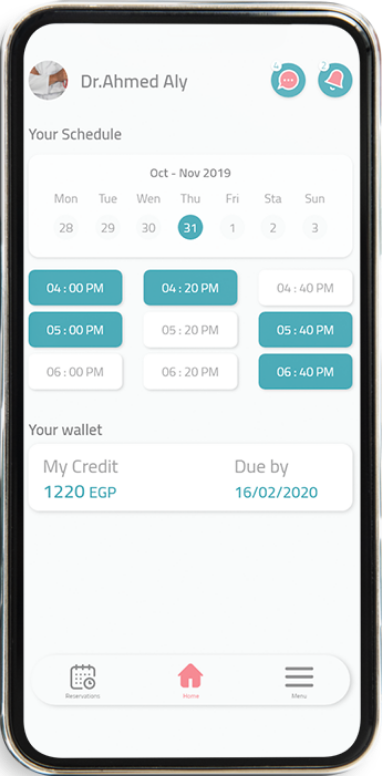 Dr.Ahmed Aly
4
2
Your Schedule
Oct - Nov 2019
Mon Tue Wen Thu Fri Sta Sun
28 29 30 31 1 2 3
04 : 00 PM 04 : 20 PM 04 : 40 PM
05 : 00 PM 05 : 20 PM 05 : 40 PM
06 : 00 PM 06 : 20 PM 06 : 40 PM
Your wallet
My Credit Due by
1220 EGP 16/02/2020
Reservations Home Menu